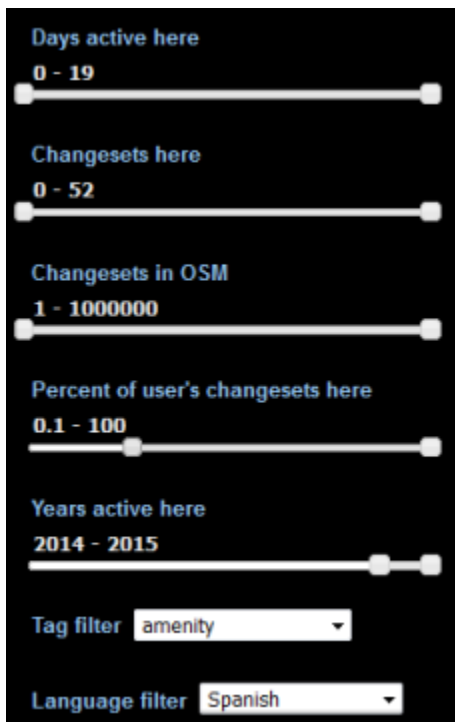 Days active here
0 - 19
Changesets here
0 - 52
Changesets in OSM
1 - 1000000
Percent of user's changesets here
0.1 - 100
Years active here
2014 - 2015
Tag filter amenity
Language filter Spanish